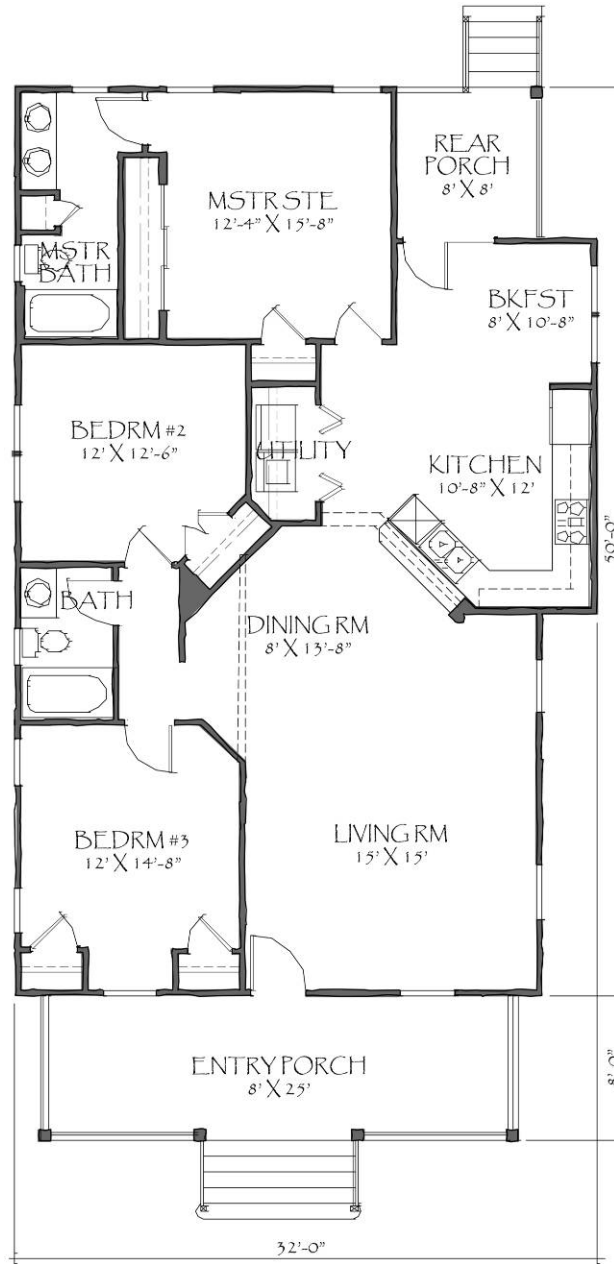 REAR
PORCH
8' X 8'
MSTR STE
12'-4" X 15'-8"
MSTR
BATH
BKFST
8' X 10'-8"
BEDRM #2
12' X 12'-6"
UTILITY
KITCHEN
10'-8" X 12'
50'-0"
BATH
DINING RM
8' X 13'-8"
BEDRM #3
12' X 14'-8"
LIVING RM
15' X 15'
ENTRY PORCH
8' X 25'
8'-0"
32'-0"